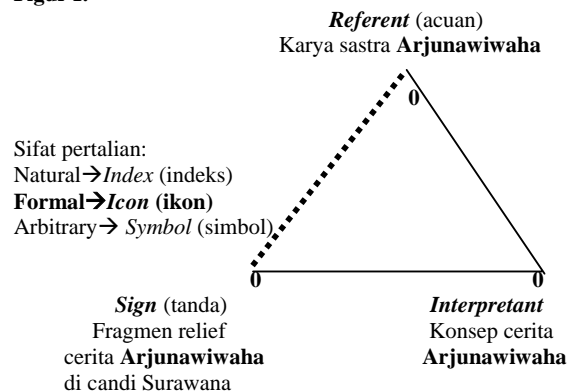 Referent (acuan)
Karya sastra Arjunawiwaha
0
Sifat pertalian:
Natural→Index (indeks)
Formal→Icon (ikon)
Arbitrary→ Symbol (simbol)
0 0
Sign (tanda) Interpretant
Fragmen relief Konsep cerita
cerita Arjunawiwaha Arjunawiwaha
di candi Surawana